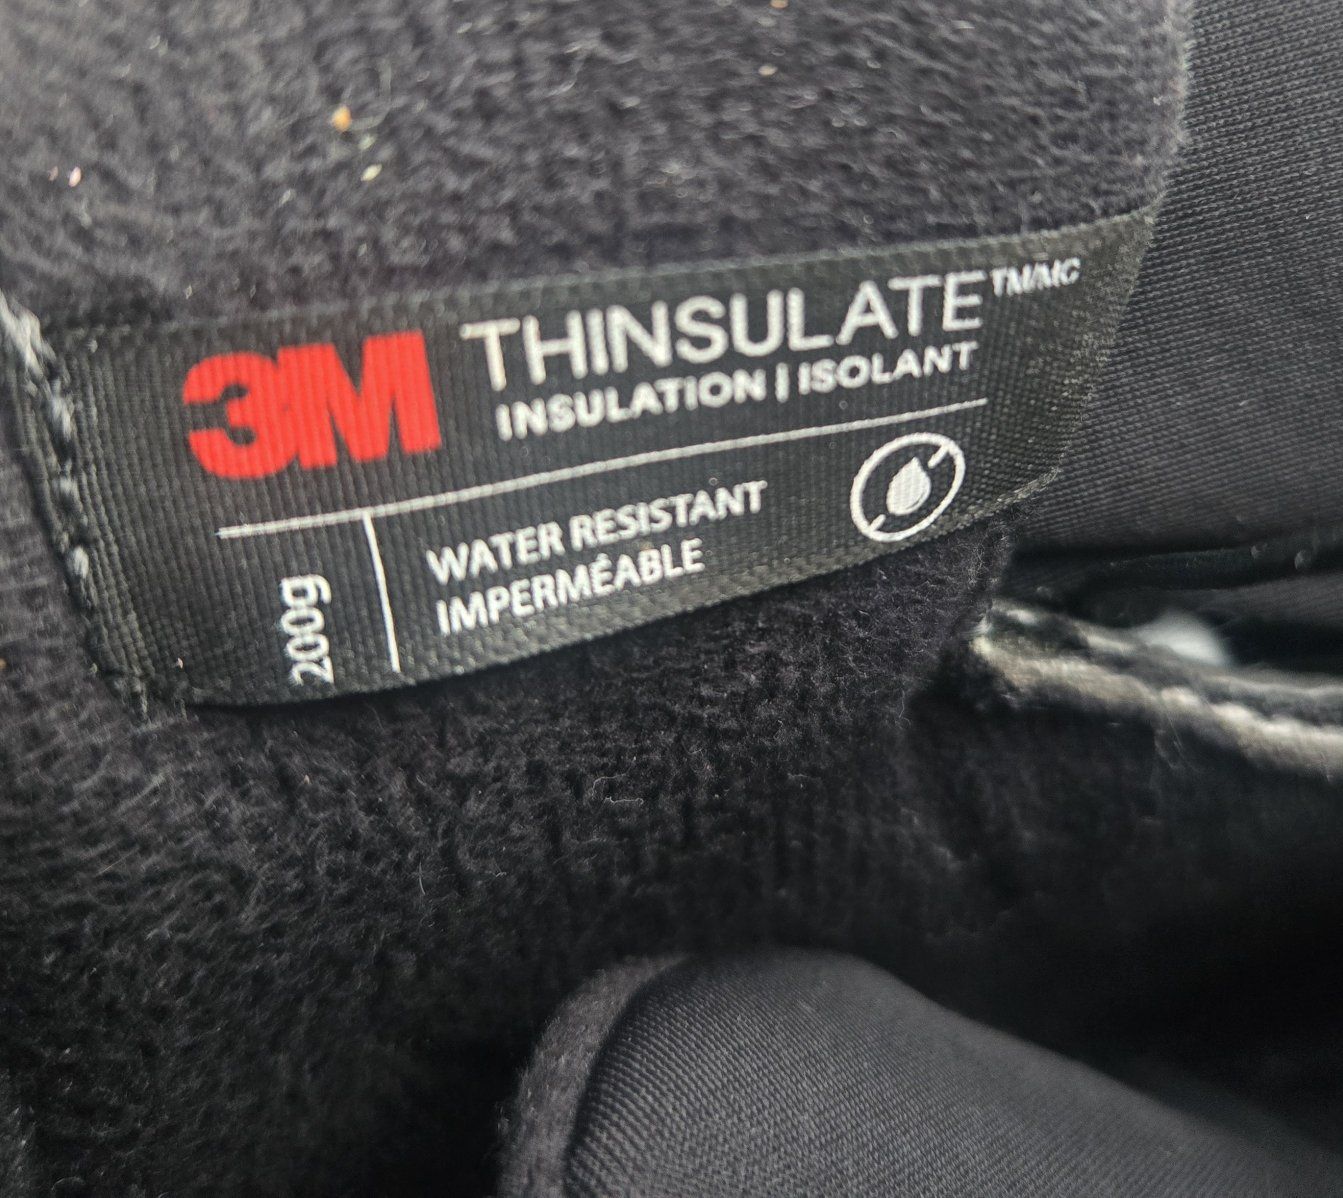 3M THINSULATE™/MC
INSULATION | ISOLANT
200g
WATER RESISTANT
IMPERMÉABLE